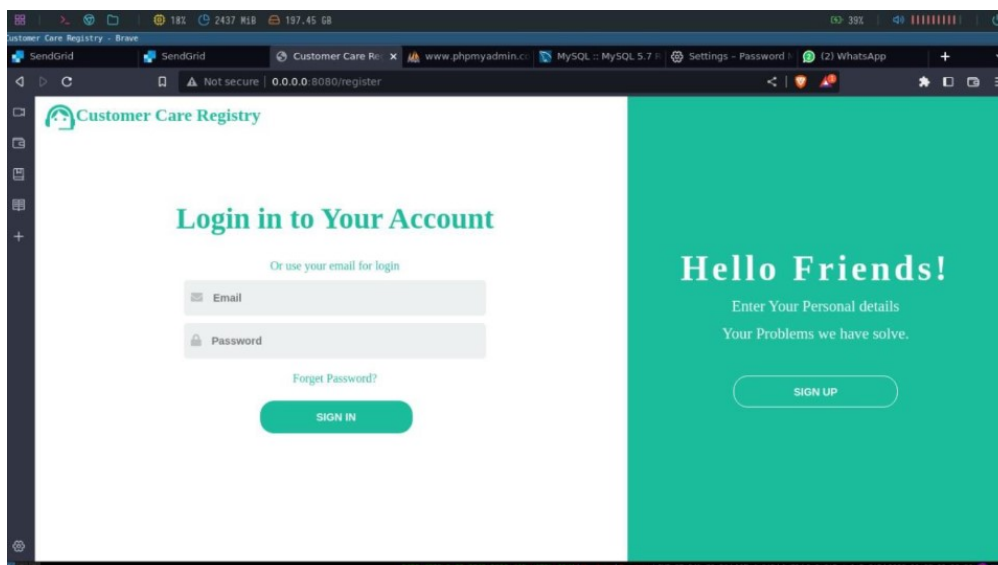 18% 2437 MiB 197.45 GB 39%
Customer Care Registry - Brave
SendGrid SendGrid Customer Care Re www.phpmyadmin.co MySQL :: MySQL 5.7 R Settings - Password M (2) WhatsApp
Not secure 0.0.0.0:8080/register
Customer Care Registry
Login in to Your Account
Or use your email for login
Email
Password
Forget Password?
SIGN IN
Hello Friends!
Enter Your Personal details
Your Problems we have solve.
SIGN UP